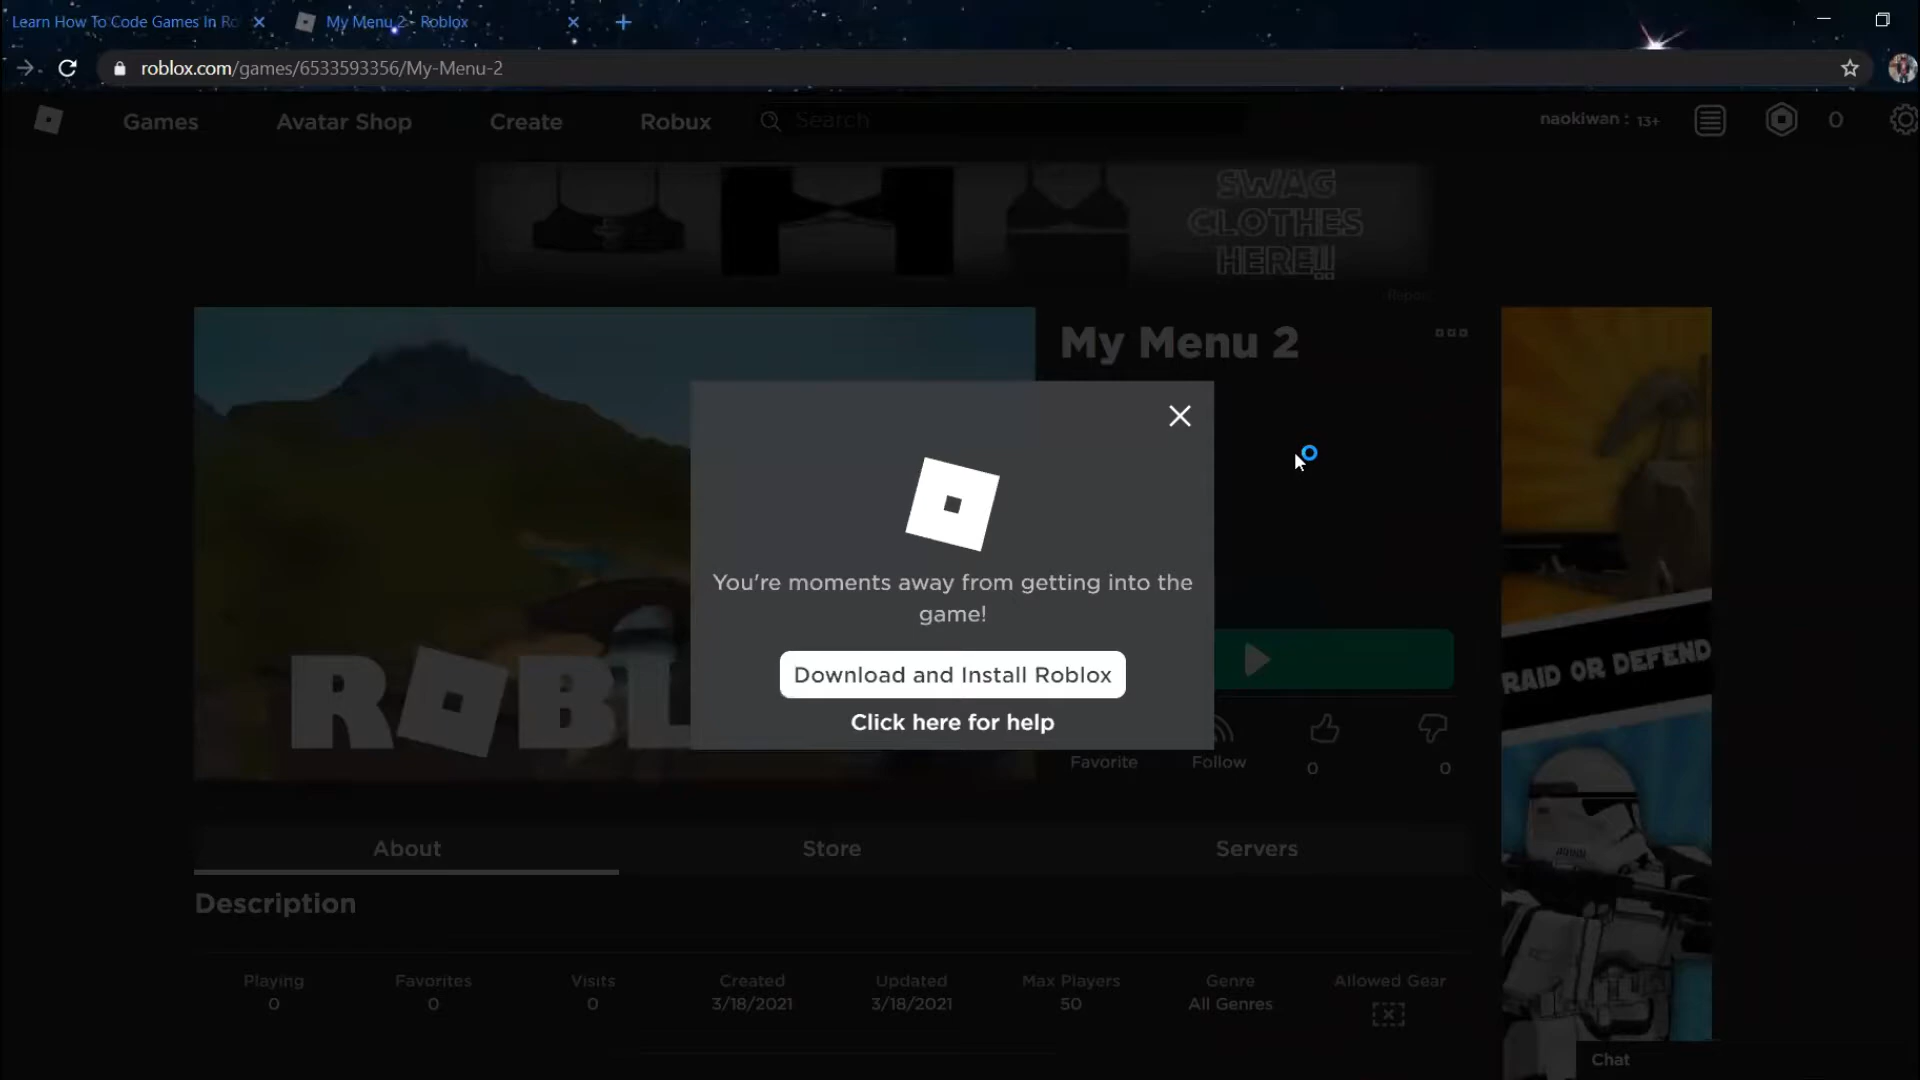 Learn How To Code Games In Ro
My Menu 2 - Roblox
roblox.com/games/6533593356/My-Menu-2
Games
Avatar Shop
Create
Robux
Search
naokiwan : 13+
0
SWAG
CLOTHES
HERE!!
Report
My Menu 2
You're moments away from getting into the
game!
Download and Install Roblox
Click here for help
ROBL
RAID OR DEFEND
Favorite
Follow
0
0
About
Store
Servers
Description
Playing
0
Favorites
0
Visits
0
Created
3/18/2021
Updated
3/18/2021
Max Players
50
Genre
All Genres
Allowed Gear
Chat